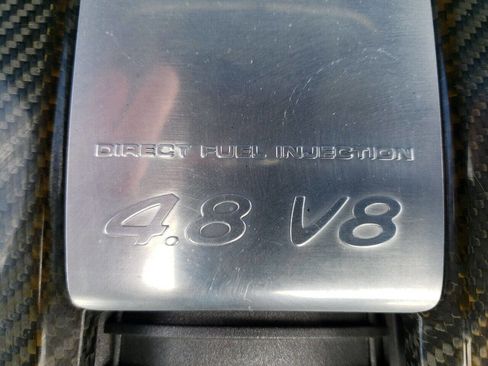 DIRECT FUEL INJECTION
4.8 V8